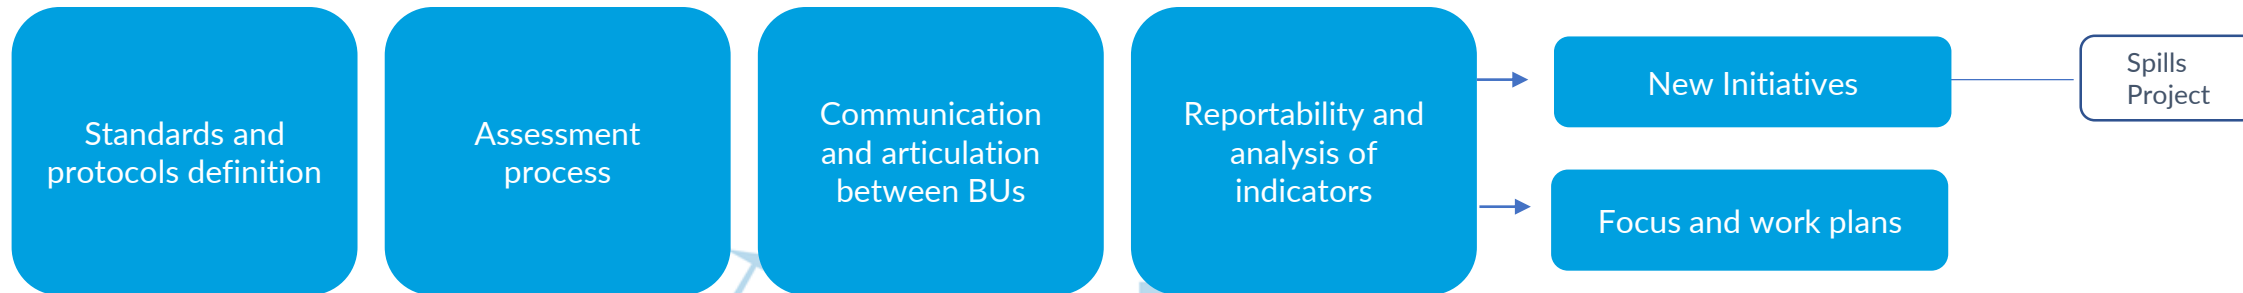 Standards and
protocols definition
Assessment
process
Communication
and articulation
between BUs
Reportability and
analysis of
indicators
New Initiatives
Focus and work plans
Spills
Project